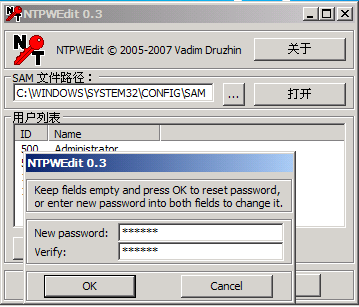 NTPWEdit 0.3
NTPWEdit © 2005-2007 Vadim Druzhin
关于
SAM 文件路径：
C:\WINDOWS\SYSTEM32\CONFIG\SAM
...
打开
用户列表
ID Name
500 Administrator
NTPWEdit 0.3
Keep fields empty and press OK to reset password,
or enter new password into both fields to change it.
New password: ******
Verify: ******
OK Cancel